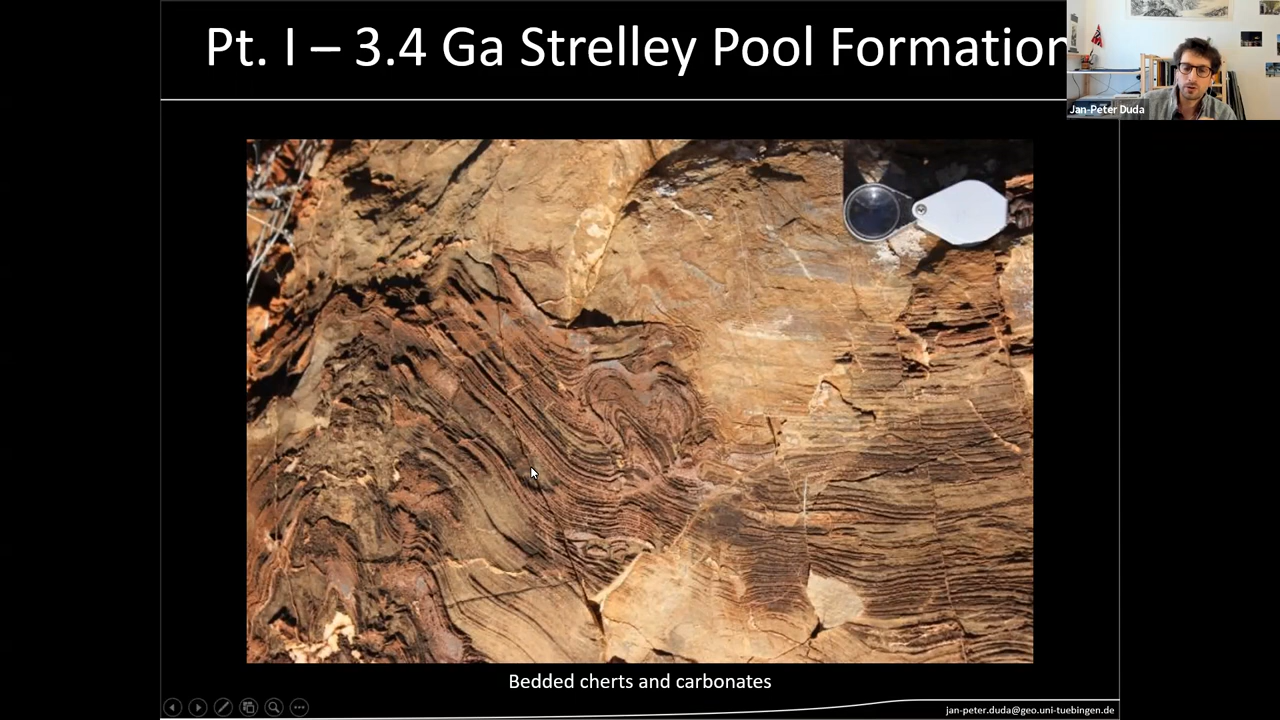 Pt. I – 3.4 Ga Strelley Pool Formation
Jan-Peter Duda
Bedded cherts and carbonates
jan-peter.duda@geo.uni-tuebingen.de